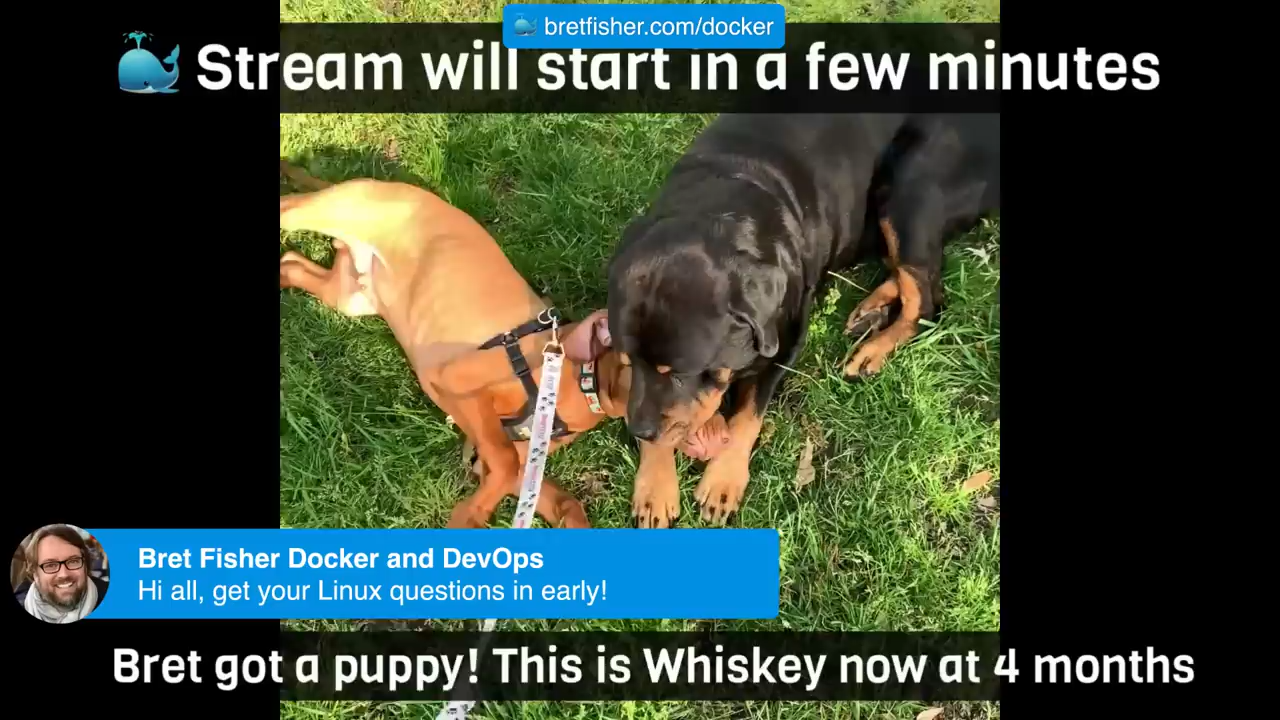 bretfisher.com/docker
Stream will start in a few minutes
Bret Fisher Docker and DevOps
Hi all, get your Linux questions in early!
Bret got a puppy! This is Whiskey now at 4 months